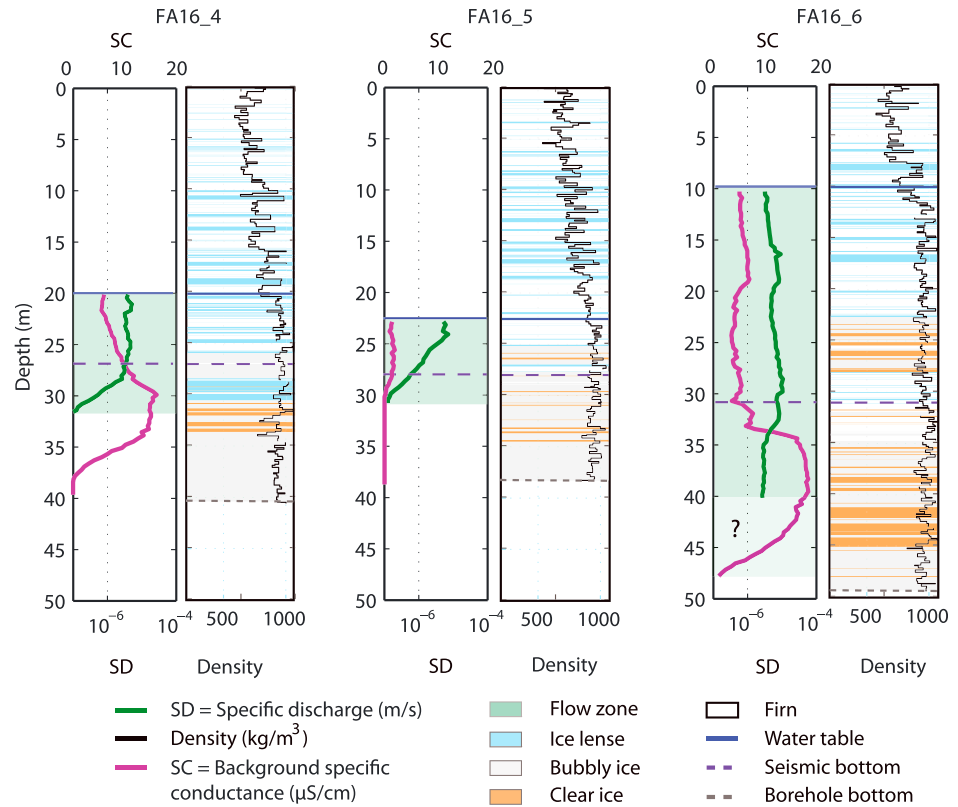 FA16_4 FA16_5 FA16_6
SC SC SC
0 10 20 0 10 20 0 10 20
0 0 0
5 5 5
10 10 10
15 15 15
20 20 20
25 25 25
30 30 30
35 35 35
40 40 40
45 45 45
50 50 50
Depth (m)
?
10⁻⁶ 10⁻⁴ 500 1000 10⁻⁶ 500 1000 10⁻⁶ 10⁻⁴ 500 1000
SD Density SD Density SD Density
SD = Specific discharge (m/s)
Density (kg/m³)
SC = Background specific
conductance (µS/cm)
Flow zone
Ice lense
Bubbly ice
Clear ice
Firn
Water table
Seismic bottom
Borehole bottom